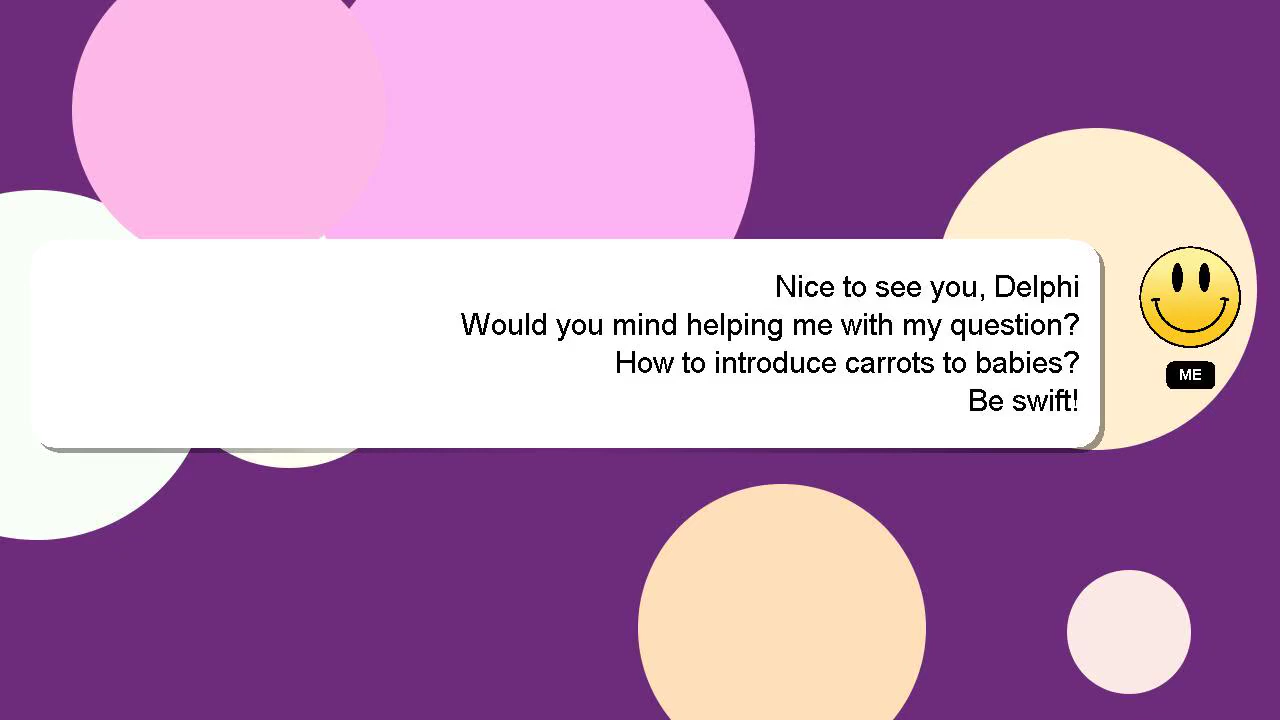 Nice to see you, Delphi
Would you mind helping me with my question?
How to introduce carrots to babies?
Be swift!
ME